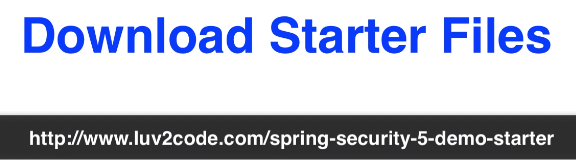 Download Starter Files
http://www.luv2code.com/spring-security-5-demo-starter